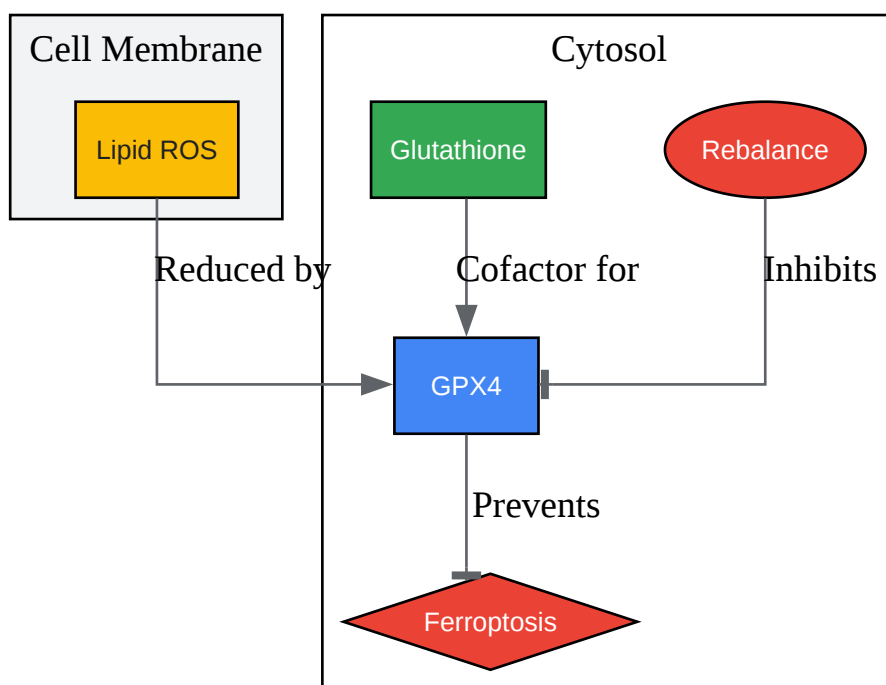 Cell Membrane
Cytosol
Lipid ROS
Glutathione
Rebalance
Reduced by
Cofactor for
Inhibits
GPX4
Prevents
Ferroptosis